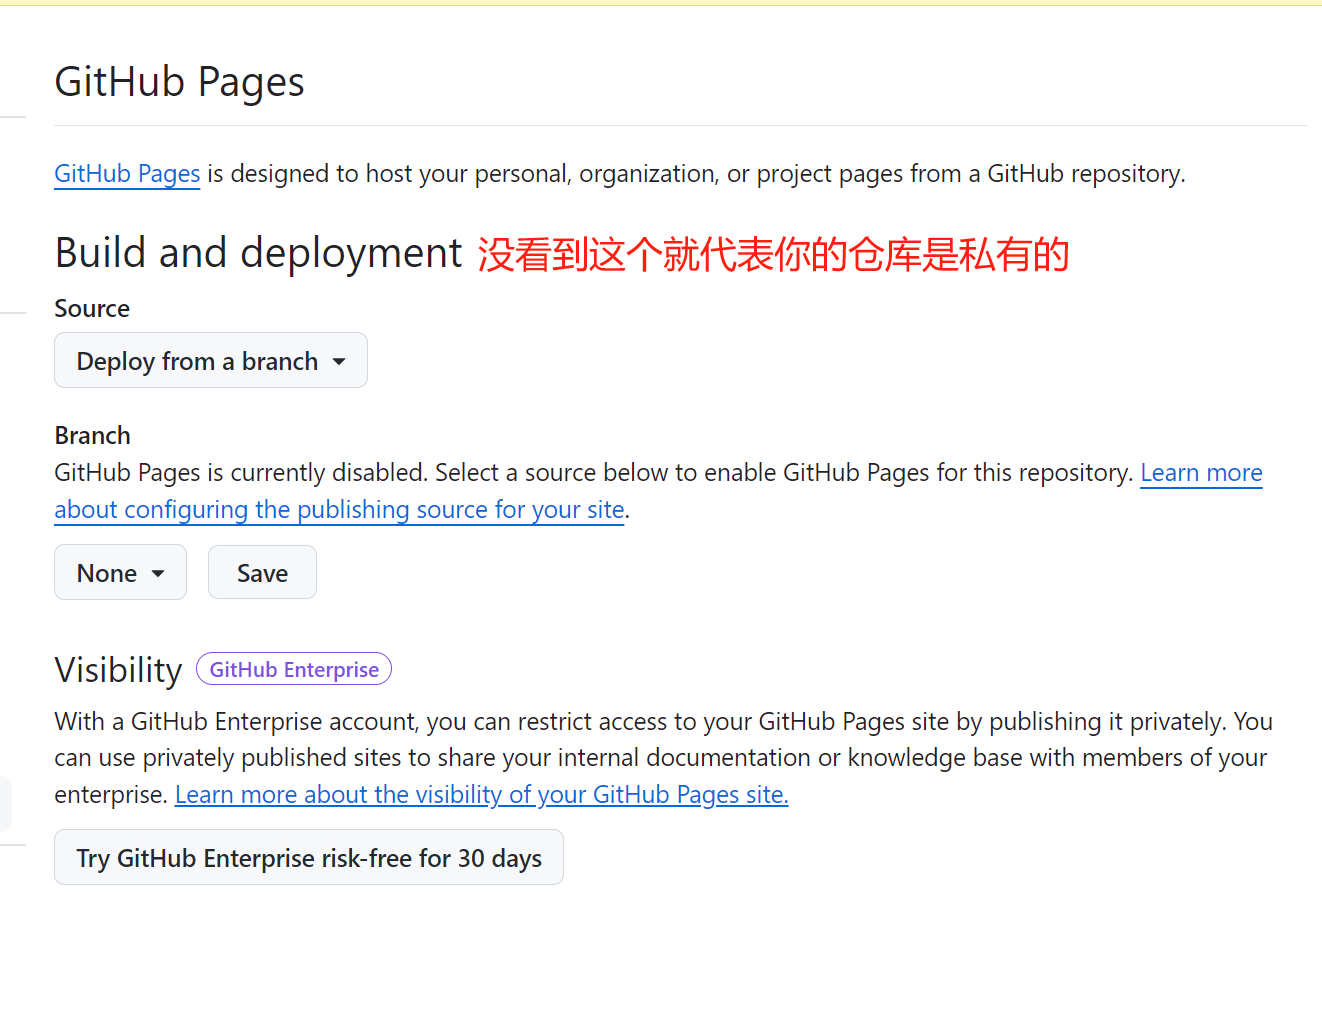 GitHub Pages
GitHub Pages is designed to host your personal, organization, or project pages from a GitHub repository.
Build and deployment 没看到这个就代表你的仓库是私有的
Source
Deploy from a branch
Branch
GitHub Pages is currently disabled. Select a source below to enable GitHub Pages for this repository. Learn more
about configuring the publishing source for your site.
None Save
Visibility GitHub Enterprise
With a GitHub Enterprise account, you can restrict access to your GitHub Pages site by publishing it privately. You
can use privately published sites to share your internal documentation or knowledge base with members of your
enterprise. Learn more about the visibility of your GitHub Pages site.
Try GitHub Enterprise risk-free for 30 days